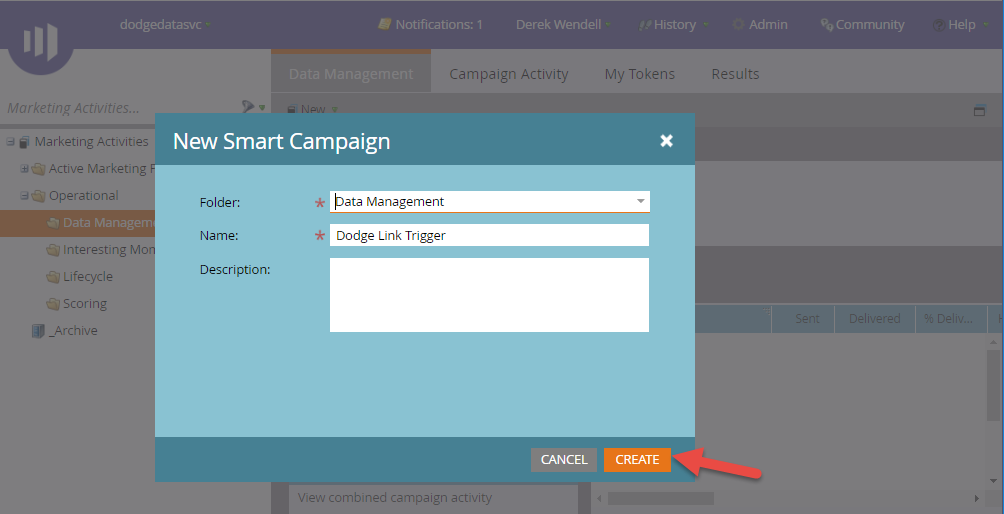 dodgedatasvc
Notifications: 1
Derek Wendell
History
Admin
Community
Help
Data Management
Campaign Activity
My Tokens
Results
Marketing Activities...
New
Marketing Activities
Active Marketing P
Operational
Data Manageme
Interesting Mom
Lifecycle
Scoring
_Archive
New Smart Campaign
Folder:
* Data Management
Name:
* Dodge Link Trigger
Description:
Sent
Delivered
% Deliv...
CANCEL
CREATE
View combined campaign activity